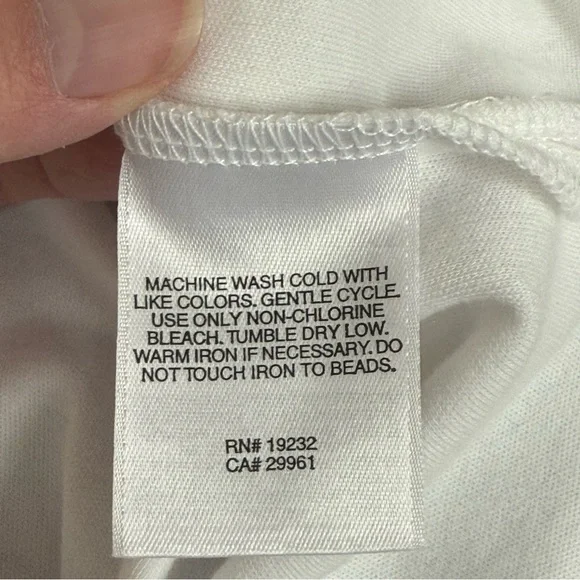 MACHINE WASH COLD WITH
LIKE COLORS. GENTLE CYCLE.
USE ONLY NON-CHLORINE
BLEACH. TUMBLE DRY LOW.
WARM IRON IF NECESSARY. DO
NOT TOUCH IRON TO BEADS.
RN# 19232
CA# 29961